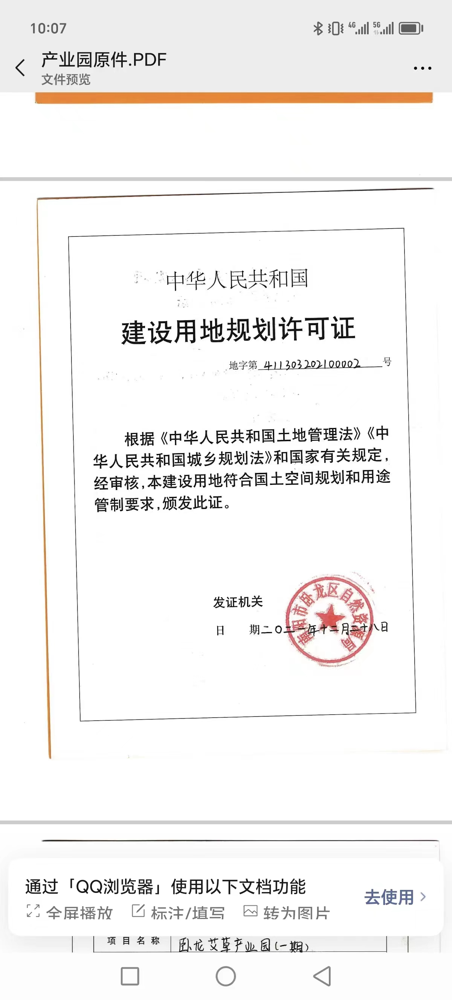 10:07
4G 5G
产业园原件.PDF
文件预览
中华人民共和国
建设用地规划许可证
地字第 411303202100002 号
根据《中华人民共和国土地管理法》《中
华人民共和国城乡规划法》和国家有关规定,
经审核,本建设用地符合国土空间规划和用途
管制要求,颁发此证。
发证机关
南阳市卧龙区自然资源局
日 期 二〇二一年十二月二十八日
通过「QQ浏览器」使用以下文档功能
去使用
全屏播放 标注/填写 转为图片
项目名称 卧龙艾草产业园(一期)